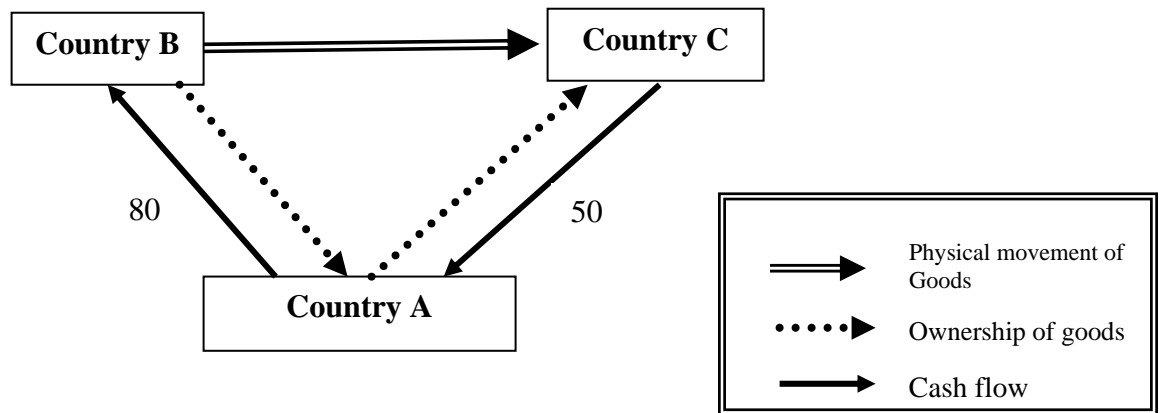 Country B
Country C
80
50
Country A
Physical movement of
Goods
Ownership of goods
Cash flow